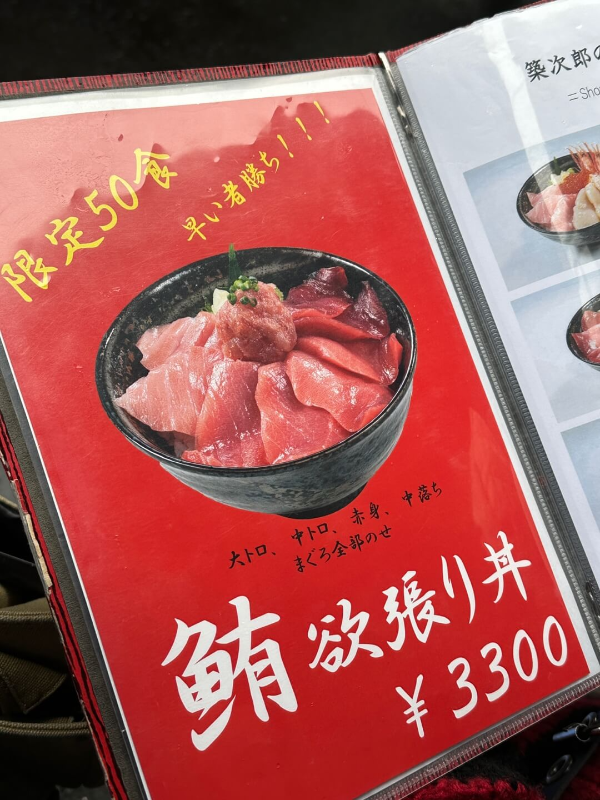 限定50食
早い者勝ち!!!
大トロ、中トロ、赤身、中落ち
まぐろ全部のせ
鮪欲張り丼
¥3300
築次郎の
=Sho